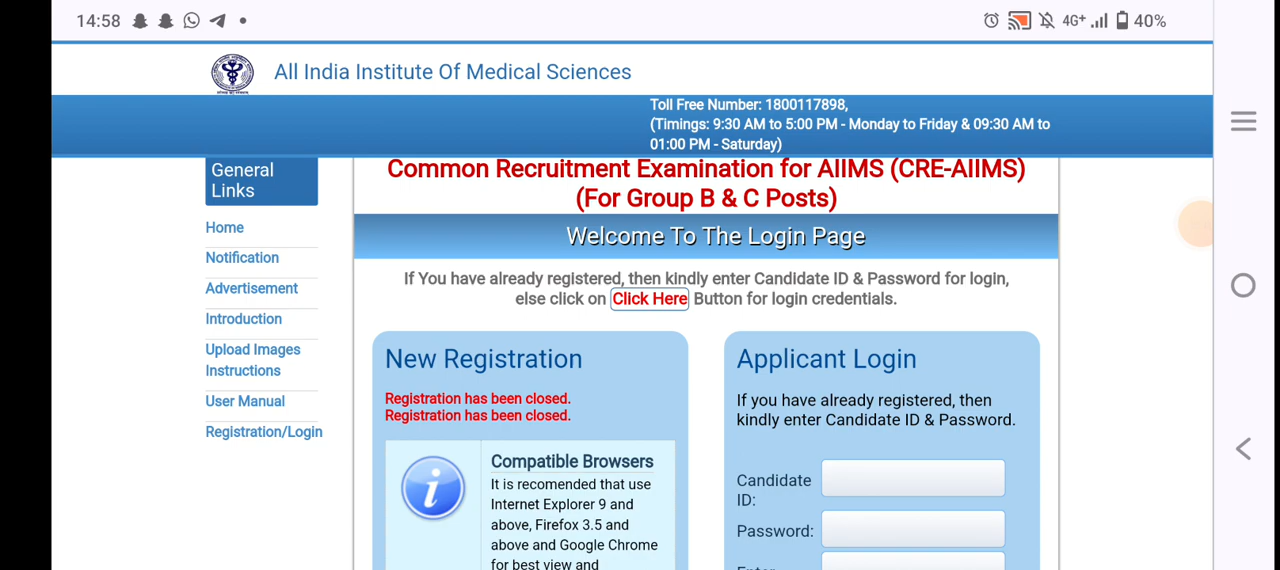 14:58
4G+ 40%
All India Institute Of Medical Sciences
Toll Free Number: 1800117898,
(Timings: 9:30 AM to 5:00 PM - Monday to Friday & 09:30 AM to
01:00 PM - Saturday)
General
Links
Home
Notification
Advertisement
Introduction
Upload Images
Instructions
User Manual
Registration/Login
Common Recruitment Examination for AIIMS (CRE-AIIMS)
(For Group B & C Posts)
Welcome To The Login Page
If You have already registered, then kindly enter Candidate ID & Password for login,
else click on Click Here Button for login credentials.
New Registration
Registration has been closed.
Registration has been closed.
Compatible Browsers
It is recomended that use
Internet Explorer 9 and
above, Firefox 3.5 and
above and Google Chrome
for best view and
Applicant Login
If you have already registered, then
kindly enter Candidate ID & Password.
Candidate
ID:
Password: